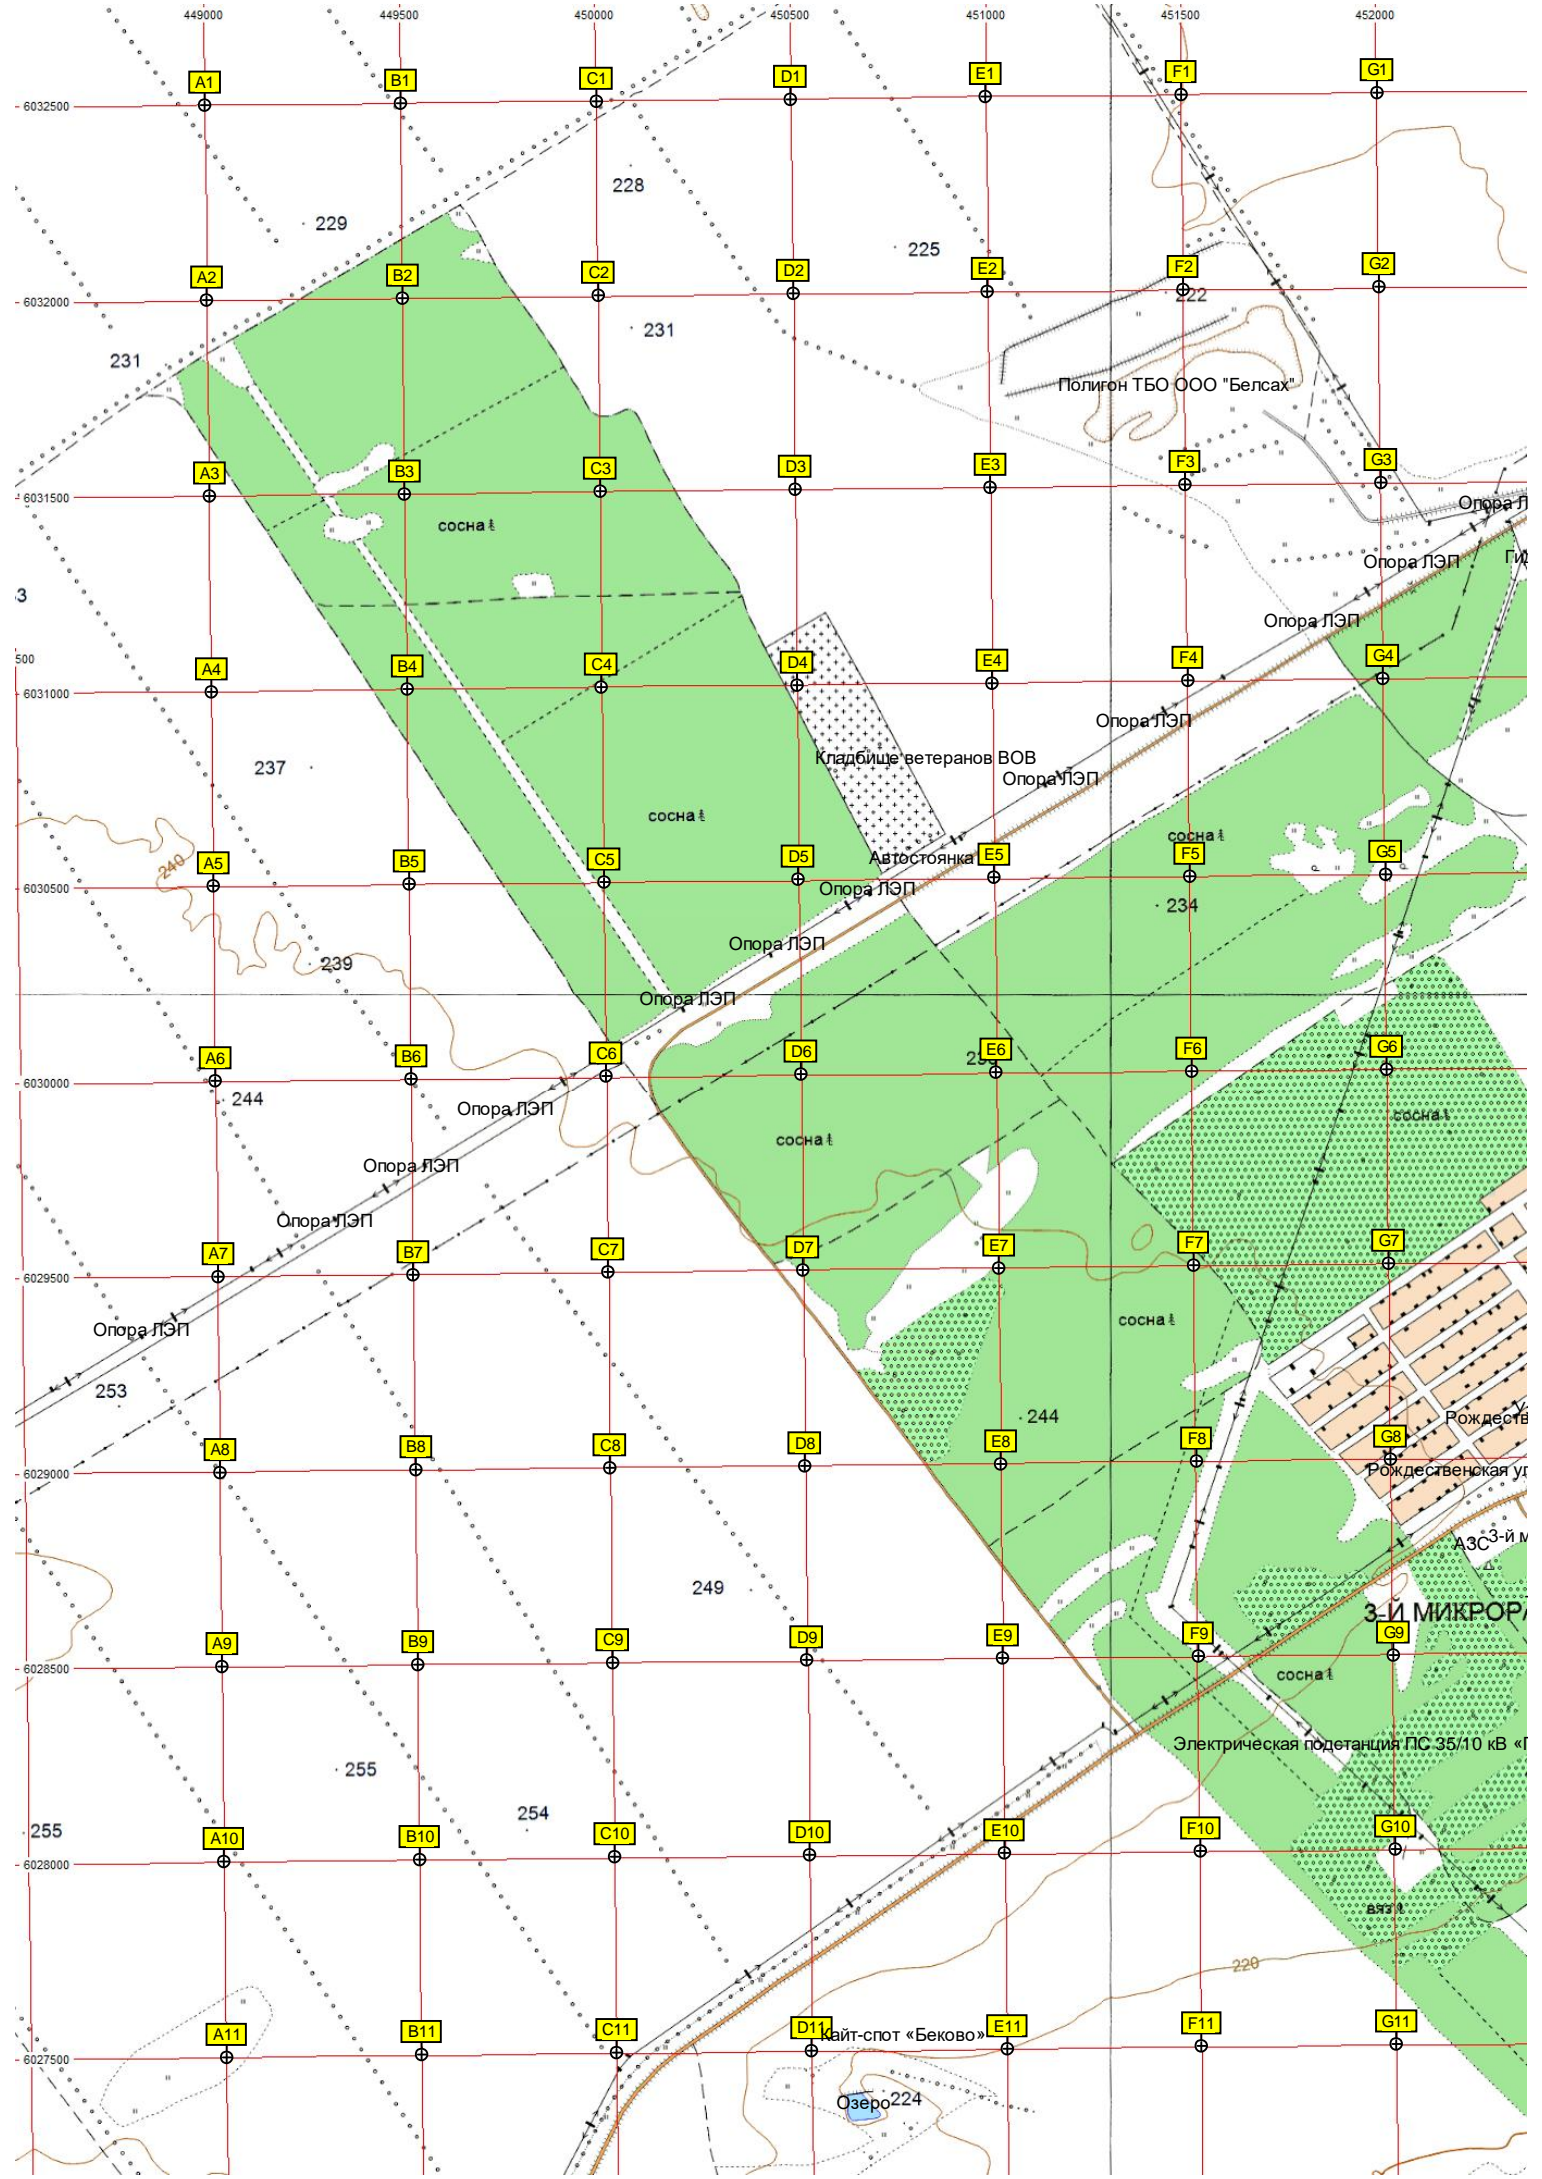 449000 449500 450000 450500 451000 451500 452000
A1 B1 C1 D1 E1 F1 G1
6032500
228
229
225
A2 B2 C2 D2 E2 F2 G2
6032000
222
231
231
Полигон ТБО ООО "Белсах"
A3 B3 C3 D3 E3 F3 G3
6031500
Опора Л
сосна
Опора ЛЭП
Ги
3
Опора ЛЭП
500
A4 B4 C4 D4 E4 F4 G4
6031000
Опора ЛЭП
Кладбище ветеранов ВОВ
237
Опора ЛЭП
сосна
сосна
240
A5 B5 C5 D5 E5 F5 G5
Автостоянка
6030500
Опора ЛЭП
234
Опора ЛЭП
239
Опора ЛЭП
A6 B6 C6 D6 E6 F6 G6
6030000
244
Опора ЛЭП
сосна
сосна
Опора ЛЭП
Опора ЛЭП
A7 B7 C7 D7 E7 F7 G7
6029500
Опора ЛЭП
сосна
253
244
Рождеств
A8 B8 C8 D8 E8 F8 G8
6029000
Рождественская ул
АЗС
3-й м
249
3-Й МИКРОРА
A9 B9 C9 D9 E9 F9 G9
6028500
сосна
Электрическая подстанция ПС 35/10 кВ «П
255
254
255
A10 B10 C10 D10 E10 F10 G10
6028000
вяз
220
A11 B11 C11 D11 E11 F11 G11
Кайт-спот «Беково»
6027500
Озеро
224